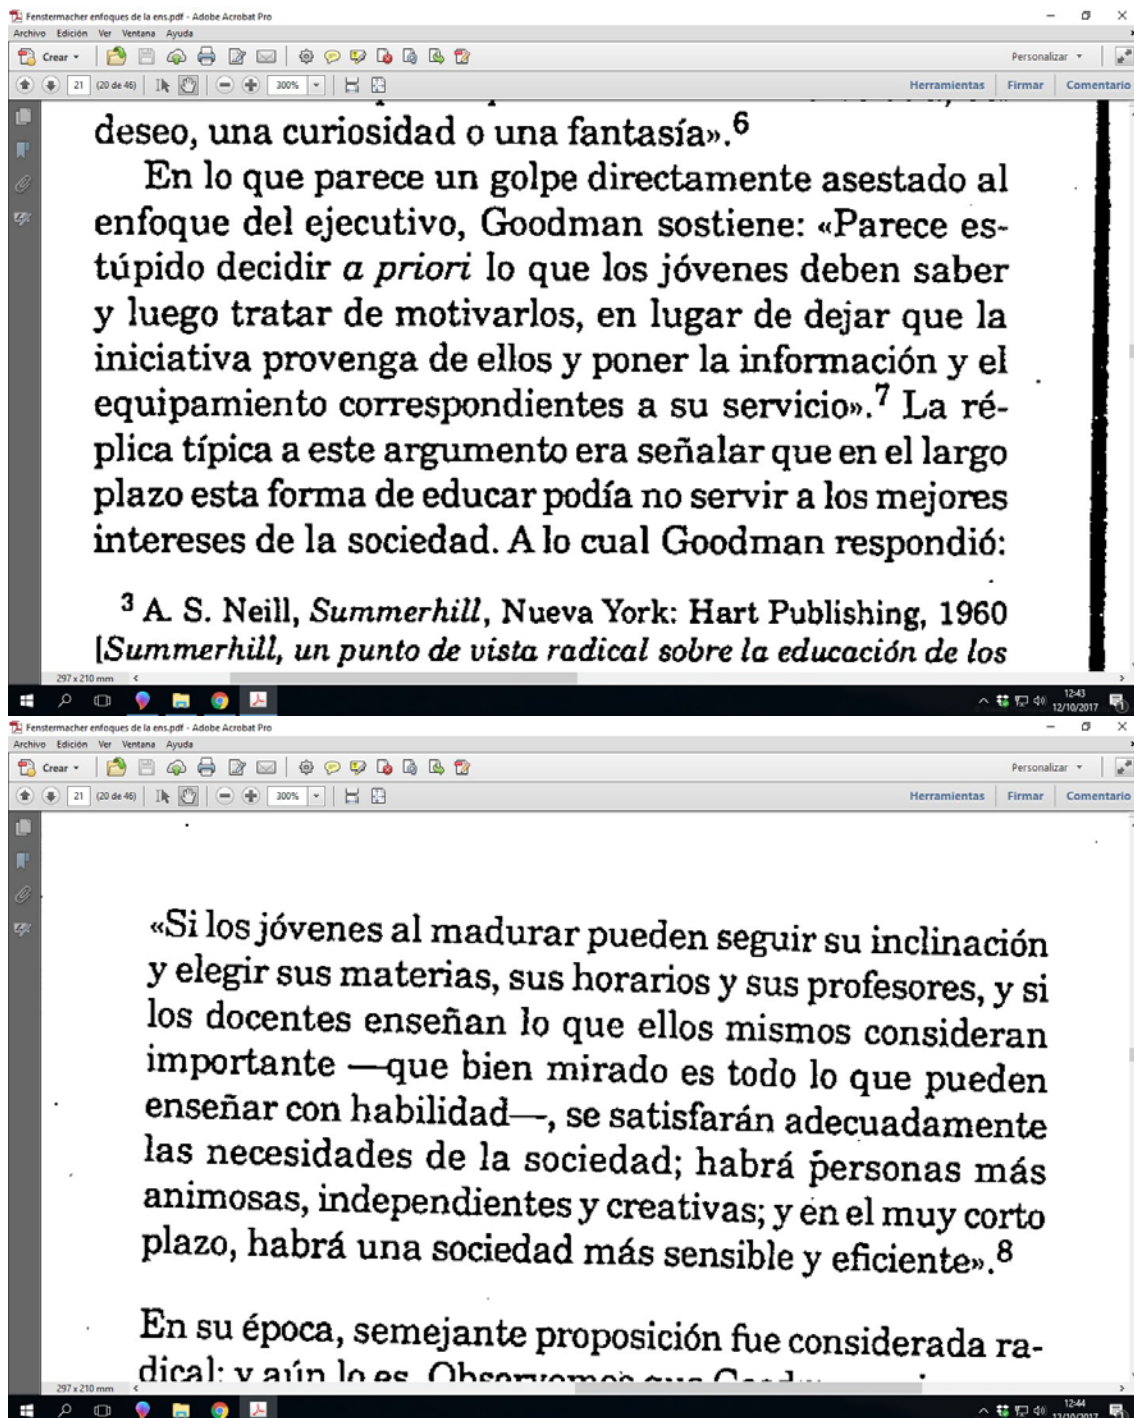 Fenstermacher enfoques de la ens.pdf - Adobe Acrobat Pro
Archivo Edición Ver Ventana Ayuda
Crear Personalizar
21 (20 de 46) 300% Herramientas Firmar Comentario
deseo, una curiosidad o una fantasía».6
En lo que parece un golpe directamente asestado al
enfoque del ejecutivo, Goodman sostiene: «Parece es-
túpido decidir a priori lo que los jóvenes deben saber
y luego tratar de motivarlos, en lugar de dejar que la
iniciativa provenga de ellos y poner la información y el
equipamiento correspondientes a su servicio».7 La ré-
plica típica a este argumento era señalar que en el largo
plazo esta forma de educar podía no servir a los mejores
intereses de la sociedad. A lo cual Goodman respondió:
3 A. S. Neill, Summerhill, Nueva York: Hart Publishing, 1960
[Summerhill, un punto de vista radical sobre la educación de los
297 x 210 mm
12:43
12/10/2017
Fenstermacher enfoques de la ens.pdf - Adobe Acrobat Pro
Archivo Edición Ver Ventana Ayuda
Crear Personalizar
21 (20 de 46) 300% Herramientas Firmar Comentario
«Si los jóvenes al madurar pueden seguir su inclinación
y elegir sus materias, sus horarios y sus profesores, y si
los docentes enseñan lo que ellos mismos consideran
importante —que bien mirado es todo lo que pueden
enseñar con habilidad—, se satisfarán adecuadamente
las necesidades de la sociedad; habrá personas más
animosas, independientes y creativas; y en el muy corto
plazo, habrá una sociedad más sensible y eficiente».8
En su época, semejante proposición fue considerada ra-
dical; y aún lo es. Observemos que
297 x 210 mm
12:44
12/10/2017